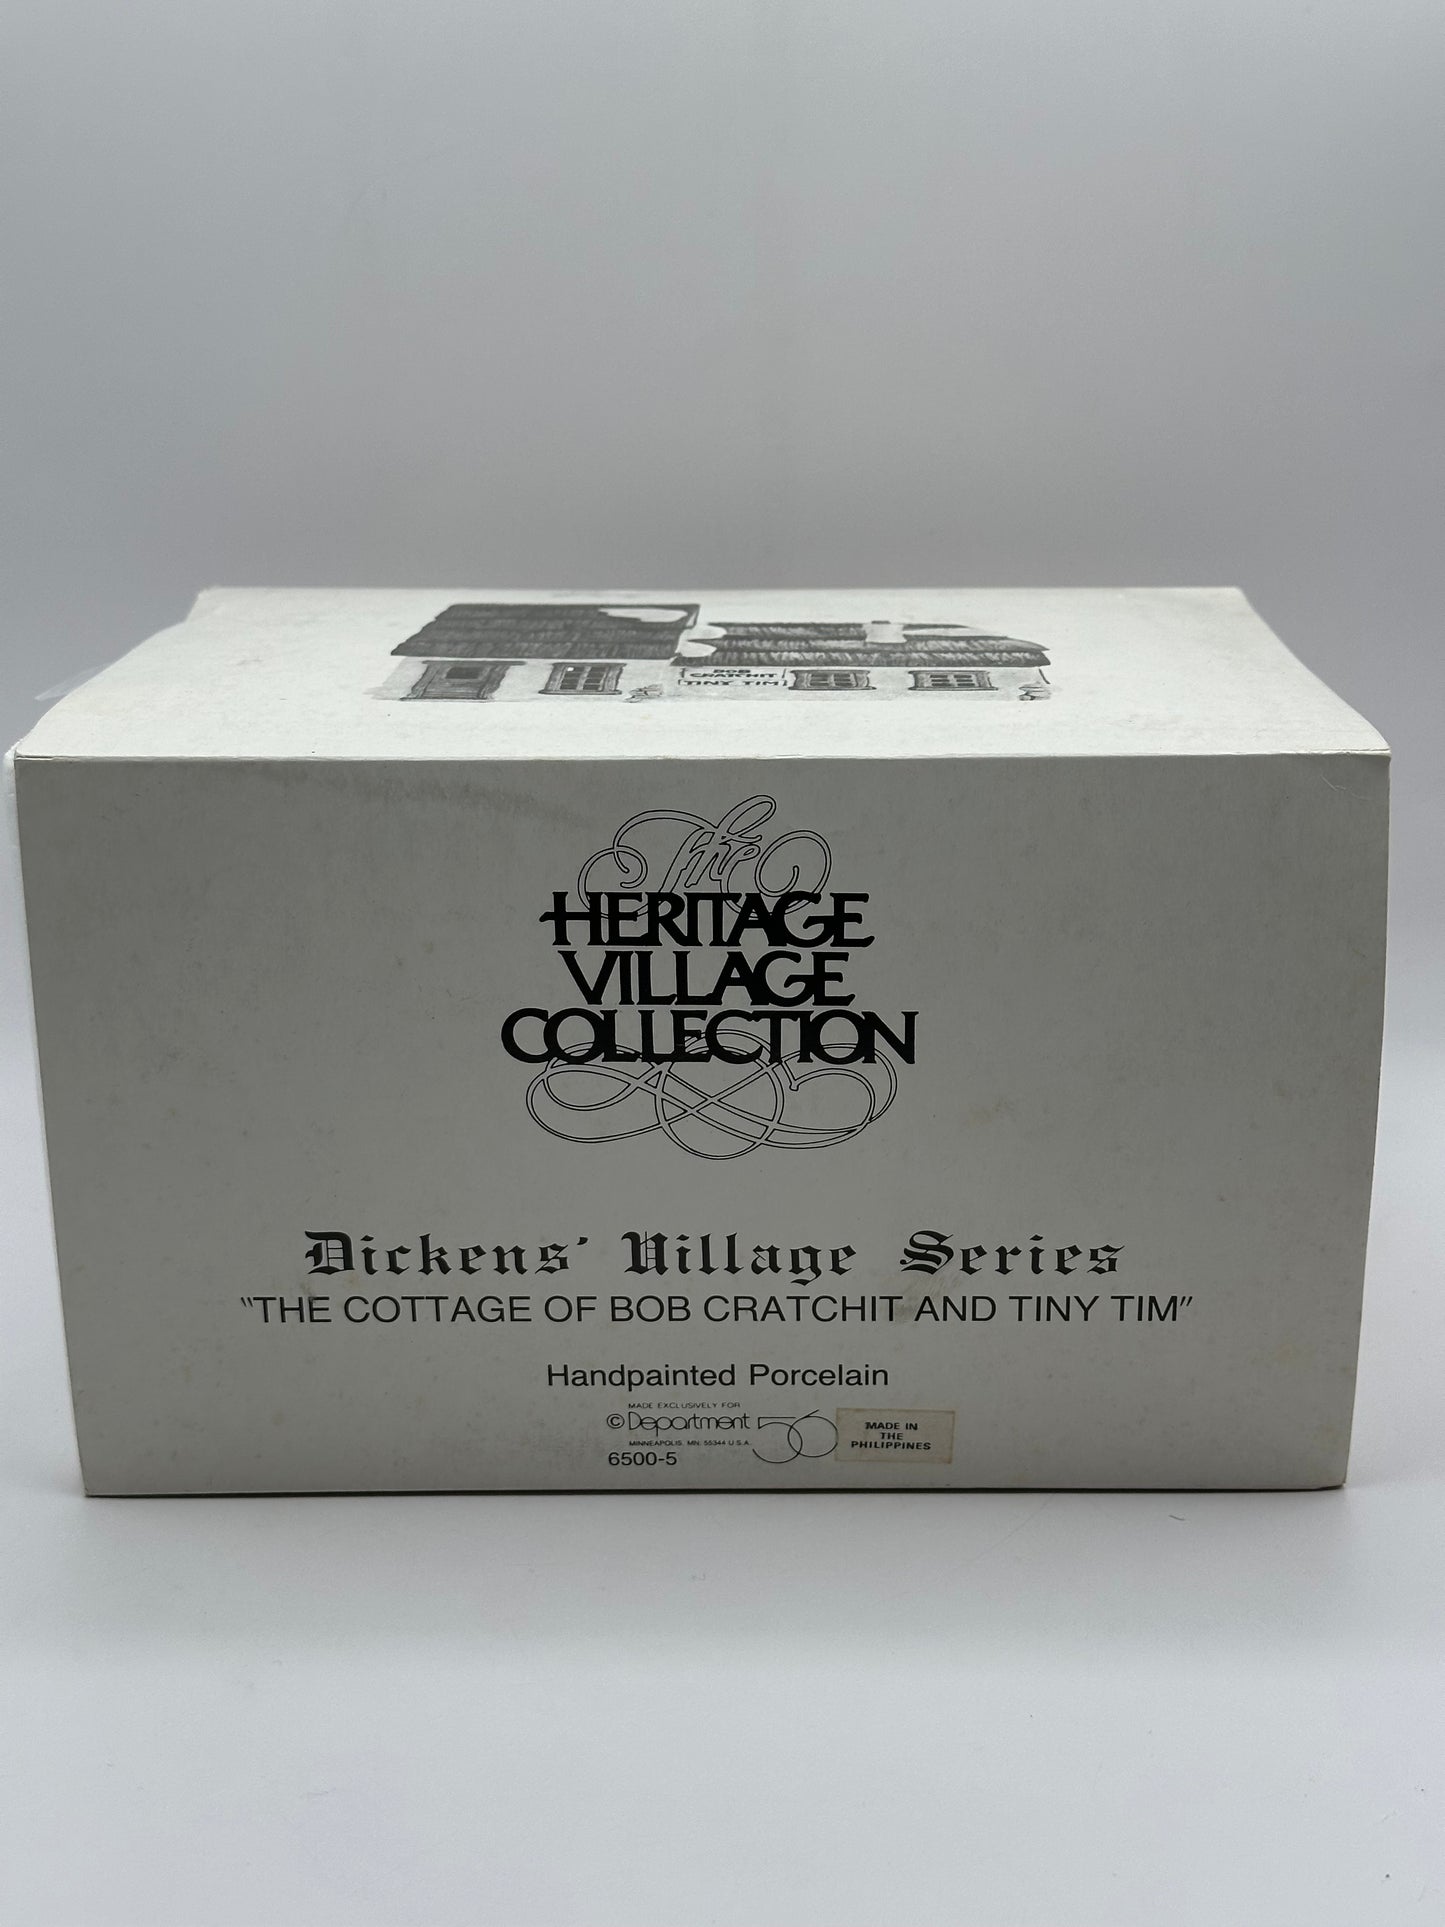 BOB
CRATCHIT
TINY TIM
The
HERITAGE
VILLAGE
COLLECTION
Dickens' Village Series
"THE COTTAGE OF BOB CRATCHIT AND TINY TIM"
Handpainted Porcelain
MADE EXCLUSIVELY FOR
© Department 56
MINNEAPOLIS, MN. 55344 U.S.A.
6500-5
MADE IN
THE
PHILIPPINES